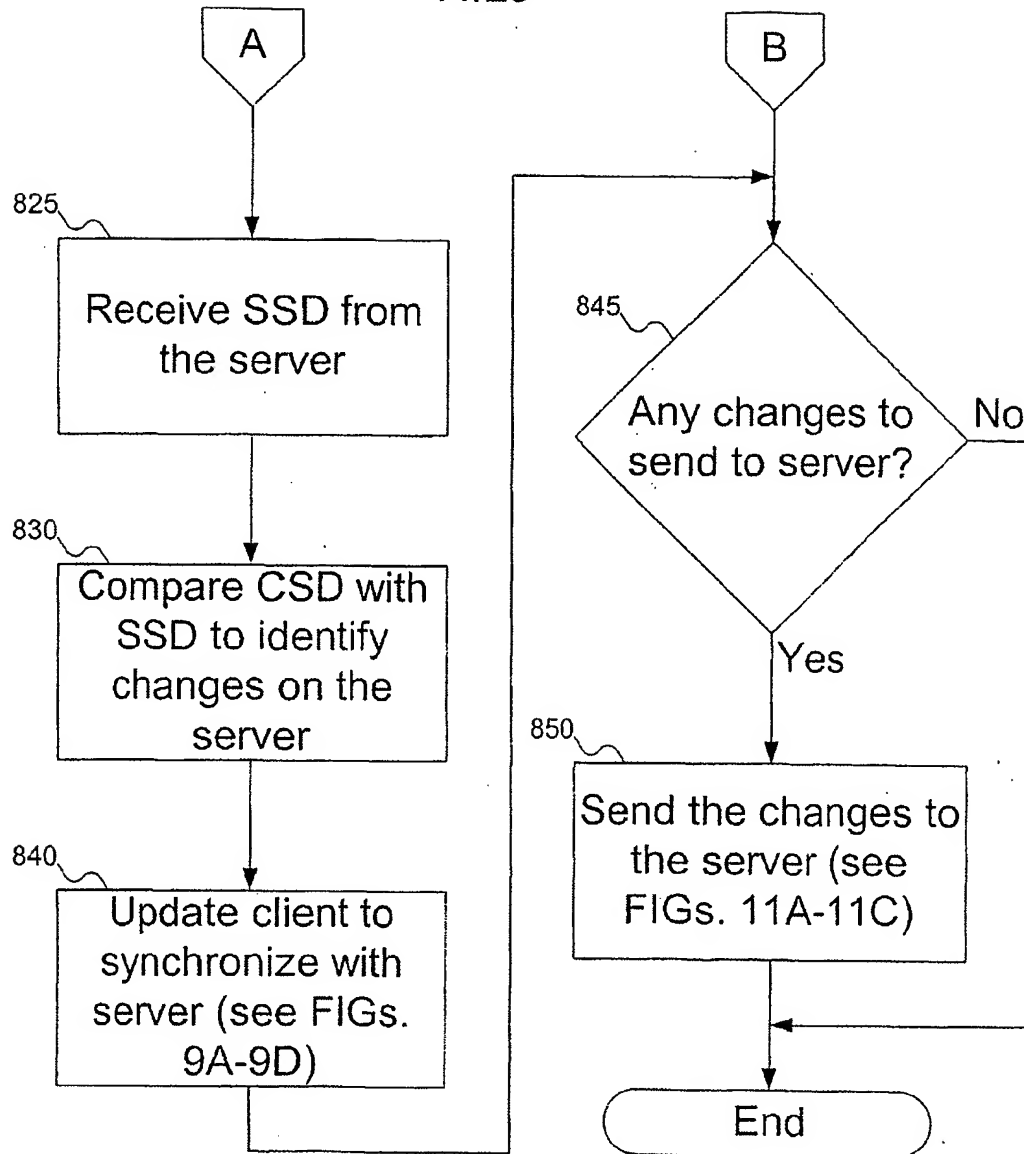 A
825
Receive SSD from
the server
830
Compare CSD with
SSD to identify
changes on the
server
840
Update client to
synchronize with
server (see FIGs.
9A-9D)
B
845
Any changes to
send to server?
No
Yes
850
Send the changes to
the server (see
FIGs. 11A-11C)
End